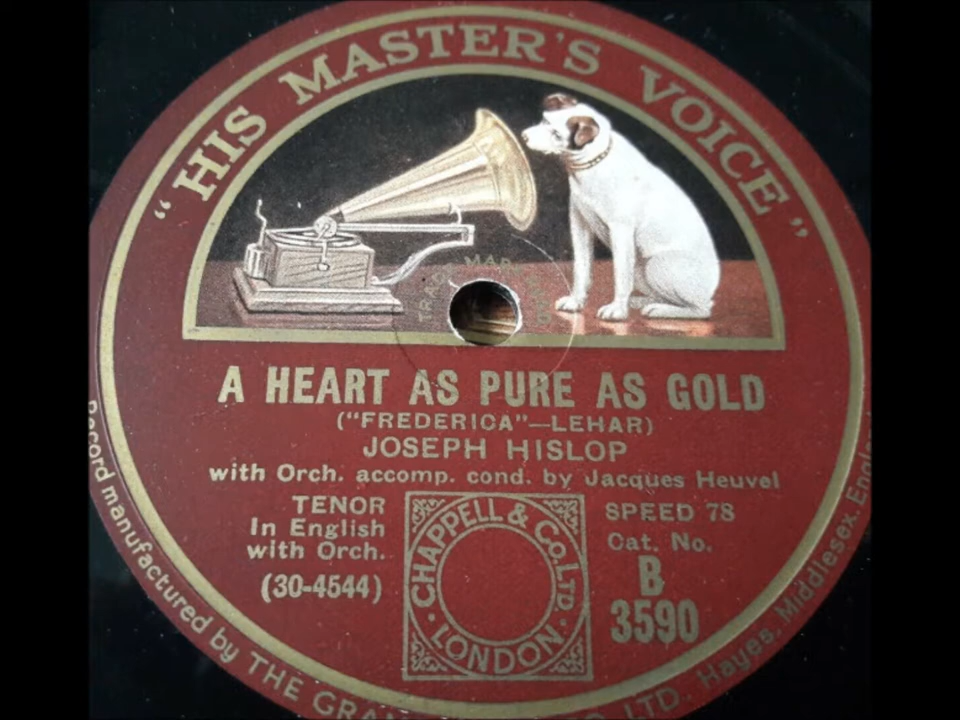 "HIS MASTER'S VOICE"
TRADE MARK
A HEART AS PURE AS GOLD
("FREDERICA"—LEHAR)
JOSEPH HISLOP
with Orch. accomp. cond. by Jacques Heuvel
TENOR
In English
with Orch.
(30-4544)
CHAPPELL & CO. LTD.
· LONDON ·
SPEED 78
Cat. No.
B
3590
Record manufactured by THE LTD. Hayes, Middlesex,